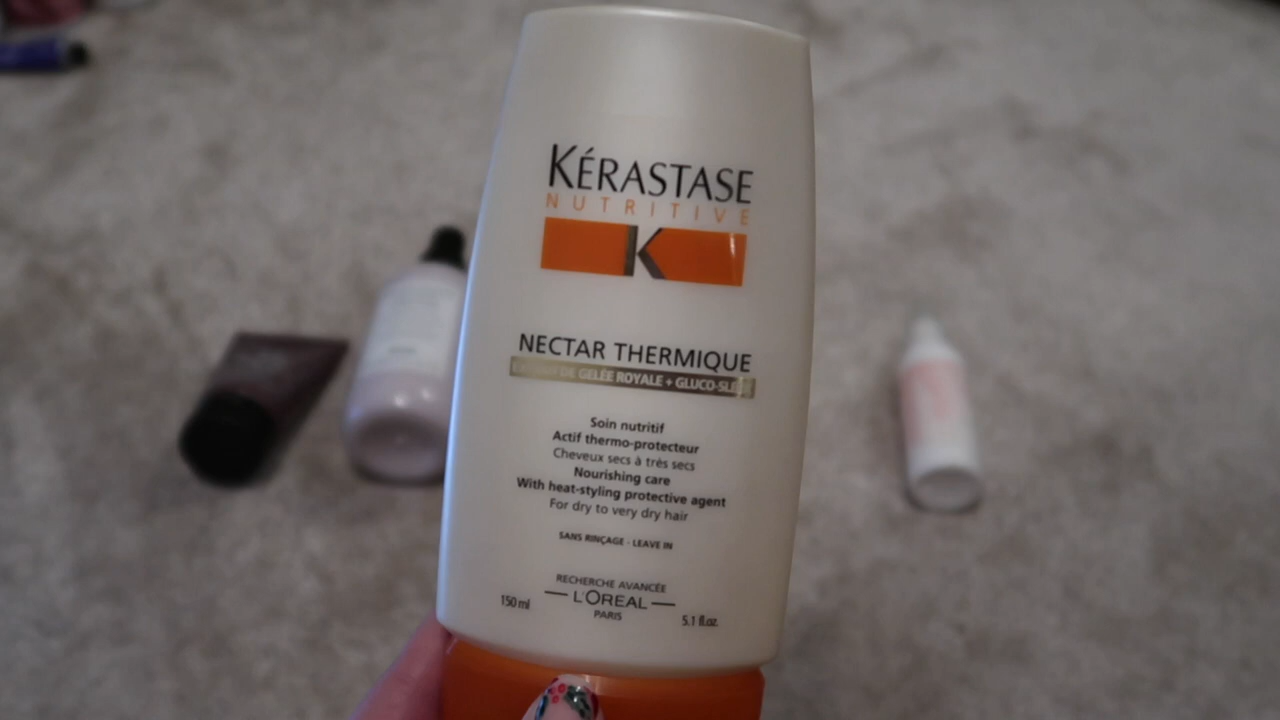 KÉRASTASE
NUTRITIVE
K
NECTAR THERMIQUE
DE GELÉE ROYALE + GLUCO-
Soin nutritif
Actif thermo-protecteur
Cheveux secs à très secs
Nourishing care
With heat-styling protective agent
For dry to very dry hair
SANS RINÇAGE - LEAVE IN
RECHERCHE AVANCÉE
L'OREAL
PARIS
150 ml
5.1 fl.oz.